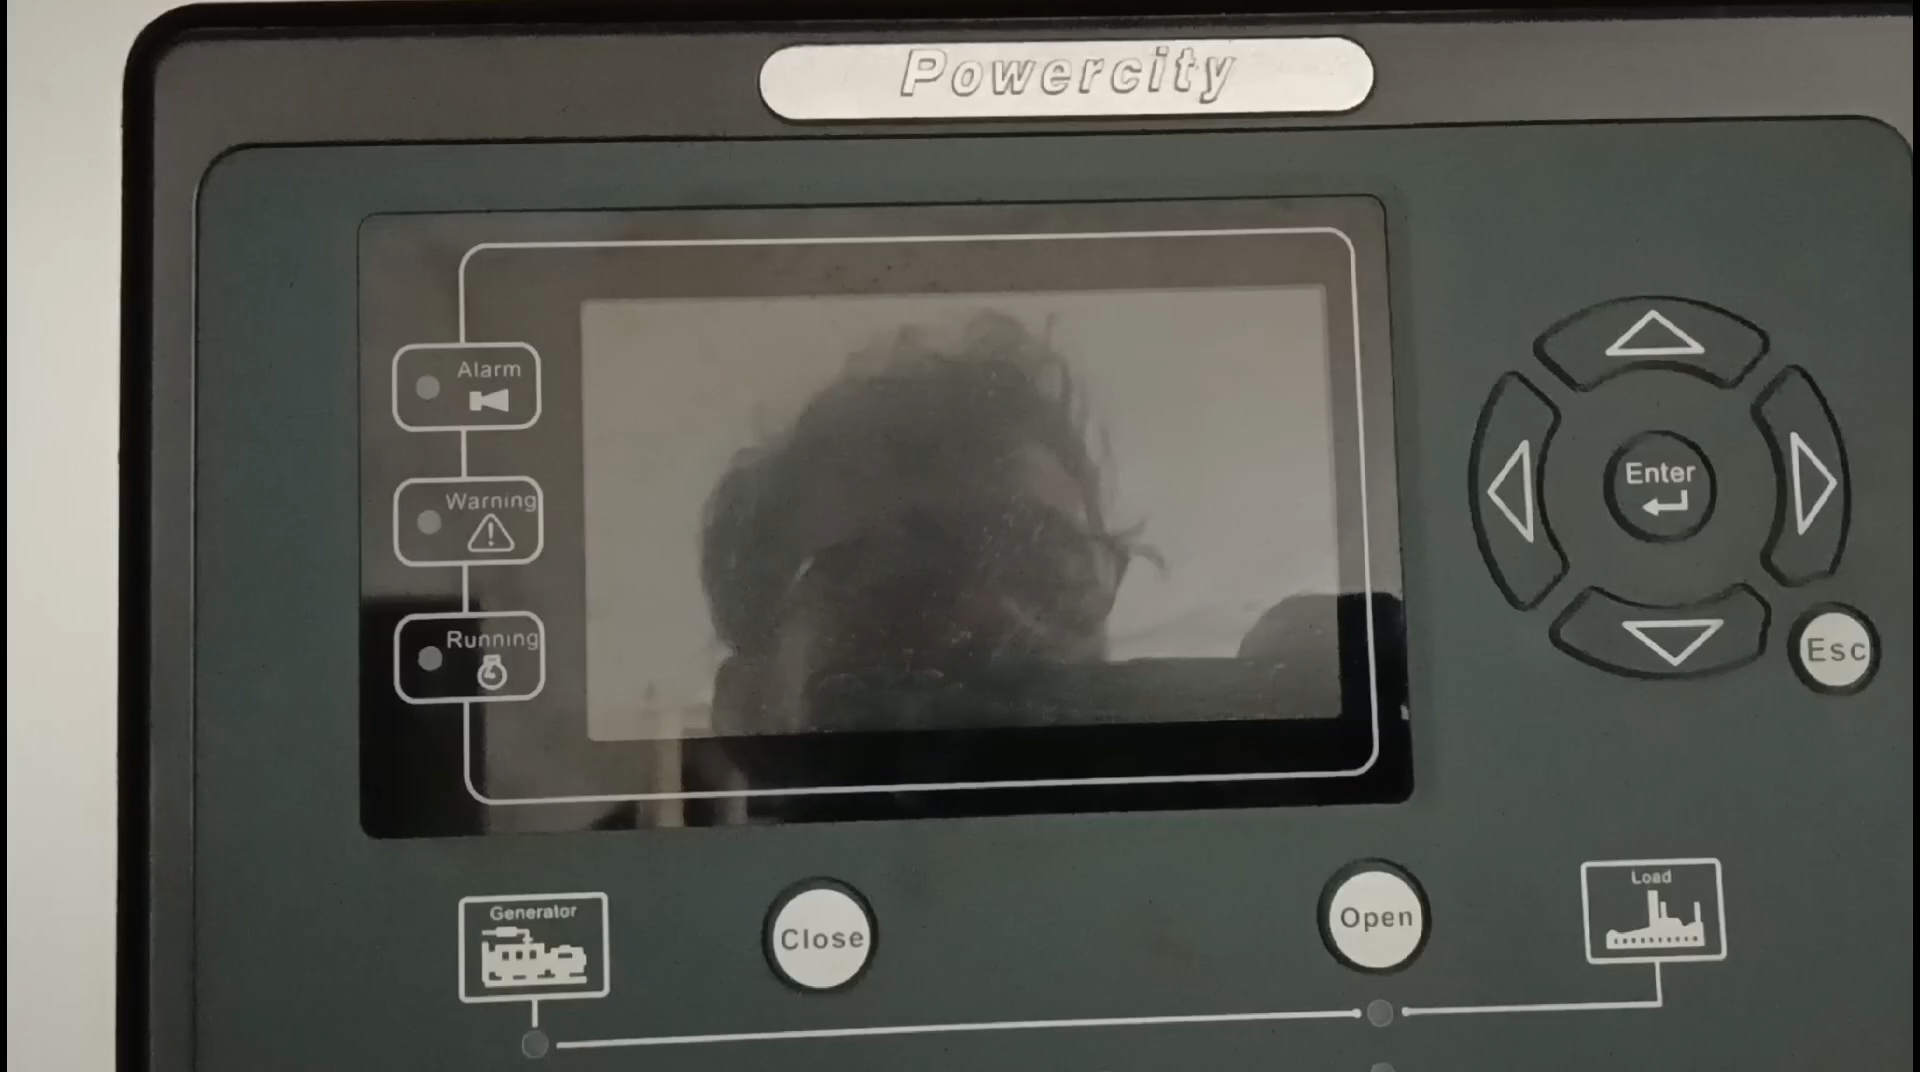 Powercity
Alarm
Warning
Running
Enter
Esc
Generator
Close
Open
Load